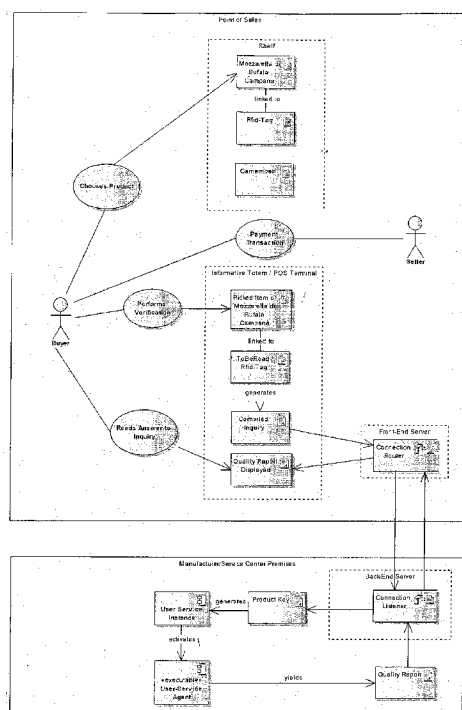 Point of Sales
Shelf
Mozzarella di
Bufala
Campana
linked to
Rfid-Tag
Camembert
Chooses Product
Payment
Transaction
Seller
Informative Totem / POS Terminal
Performs
Verification
Picked Item of
Mozzarella di
Bufala
Campana
Buyer
linked to
ToBeRead
Rfid-Tag
generates
Compiled
Inquiry
Reads Answer to
Inquiry
Front-End Server
Connection
Router
Quality Report
Displayed
Manufacturer/Service Center Premises
BackEnd Server
User Service
Instance
generates
Product Key
Connection
Listener
activates
«executable»
User-Service
Agent
yields
Quality Report